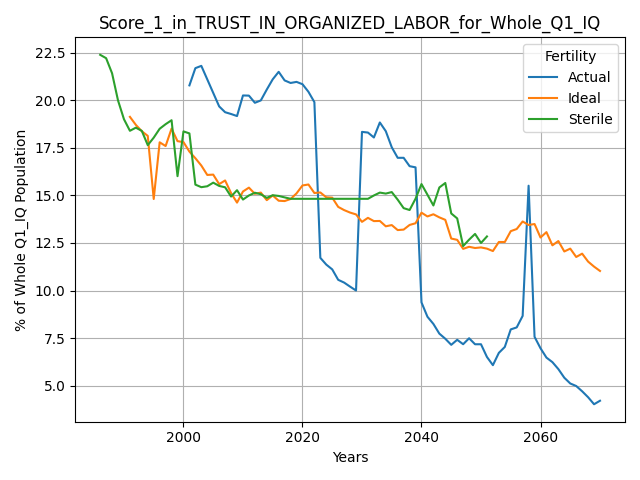 Score_1_in_TRUST_IN_ORGANIZED_LABOR_for_Whole_Q1_IQ
Fertility
Actual
Ideal
Sterile
% of Whole Q1_IQ Population
22.5
20.0
17.5
15.0
12.5
10.0
7.5
5.0
2000
2020
2040
2060
Years